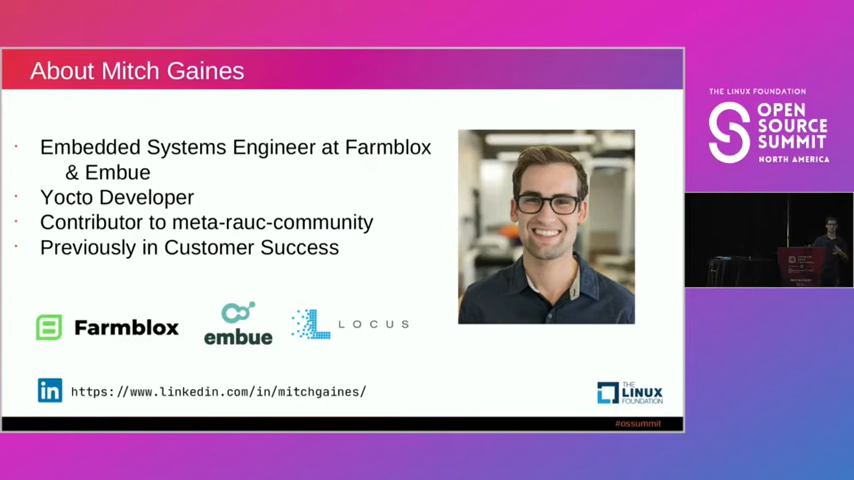 About Mitch Gaines
Embedded Systems Engineer at Farmblox
& Embue
Yocto Developer
Contributor to meta-rauc-community
Previously in Customer Success
Farmblox
embue
LOCUS
in
https://www.linkedin.com/in/mitchgaines/
THE
LINUX
FOUNDATION
#ossummit
THE LINUX FOUNDATION
OPEN
SOURCE
SUMMIT
NORTH AMERICA